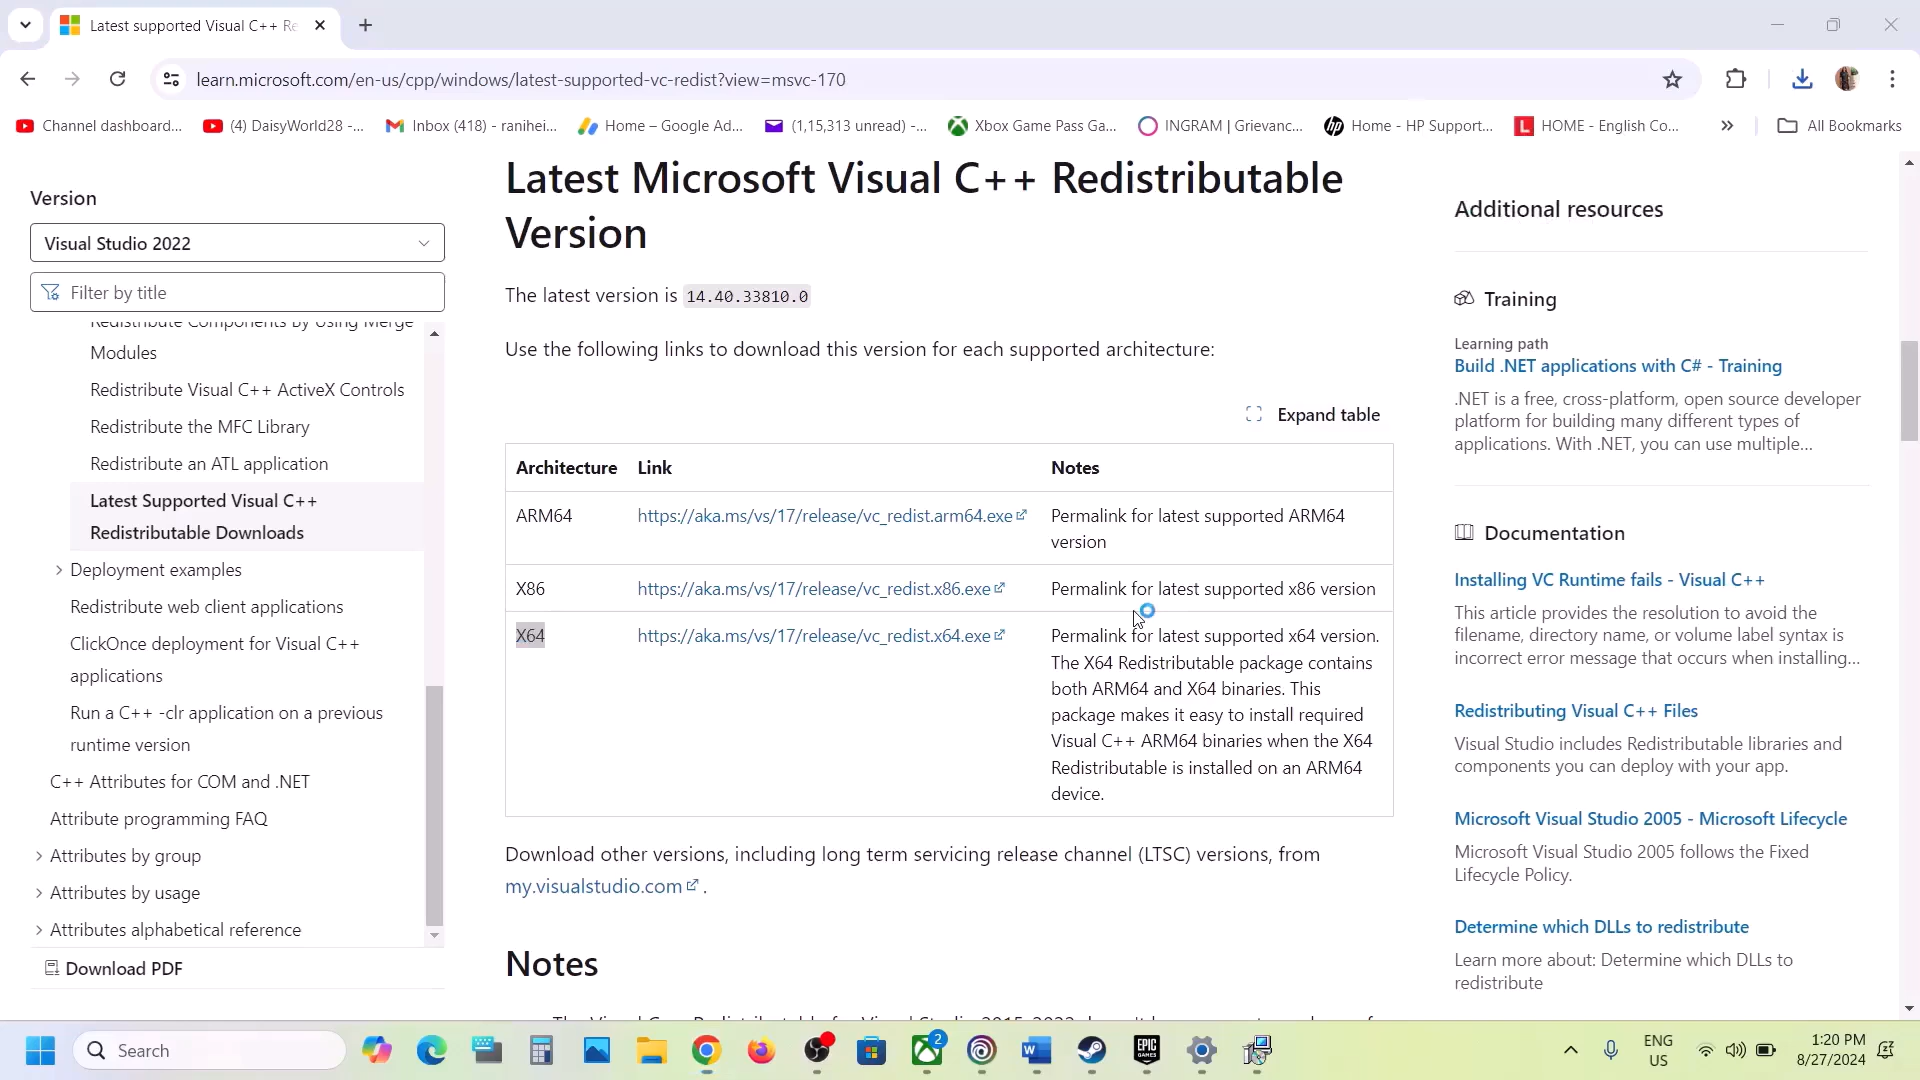 Latest supported Visual C++ Re
learn.microsoft.com/en-us/cpp/windows/latest-supported-vc-redist?view=msvc-170
Channel dashboard...
(4) DaisyWorld28 -...
Inbox (418) - ranihei...
Home – Google Ad...
(1,15,313 unread) -...
Xbox Game Pass Ga...
INGRAM | Grievanc...
Home - HP Support...
HOME - English Co...
All Bookmarks
Version
Visual Studio 2022
Filter by title
Redistribute Components By Using Merge
Modules
Redistribute Visual C++ ActiveX Controls
Redistribute the MFC Library
Redistribute an ATL application
Latest Supported Visual C++
Redistributable Downloads
Deployment examples
Redistribute web client applications
ClickOnce deployment for Visual C++
applications
Run a C++ -clr application on a previous
runtime version
C++ Attributes for COM and .NET
Attribute programming FAQ
Attributes by group
Attributes by usage
Attributes alphabetical reference
Download PDF
Latest Microsoft Visual C++ Redistributable
Version
The latest version is 14.40.33810.0
Use the following links to download this version for each supported architecture:
Expand table
Architecture Link Notes
ARM64 https://aka.ms/vs/17/release/vc_redist.arm64.exe Permalink for latest supported ARM64
version
X86 https://aka.ms/vs/17/release/vc_redist.x86.exe Permalink for latest supported x86 version
X64 https://aka.ms/vs/17/release/vc_redist.x64.exe Permalink for latest supported x64 version.
The X64 Redistributable package contains
both ARM64 and X64 binaries. This
package makes it easy to install required
Visual C++ ARM64 binaries when the X64
Redistributable is installed on an ARM64
device.
Download other versions, including long term servicing release channel (LTSC) versions, from
my.visualstudio.com .
Notes
Additional resources
Training
Learning path
Build .NET applications with C# - Training
.NET is a free, cross-platform, open source developer
platform for building many different types of
applications. With .NET, you can use multiple...
Documentation
Installing VC Runtime fails - Visual C++
This article provides the resolution to avoid the
filename, directory name, or volume label syntax is
incorrect error message that occurs when installing...
Redistributing Visual C++ Files
Visual Studio includes Redistributable libraries and
components you can deploy with your app.
Microsoft Visual Studio 2005 - Microsoft Lifecycle
Microsoft Visual Studio 2005 follows the Fixed
Lifecycle Policy.
Determine which DLLs to redistribute
Learn more about: Determine which DLLs to
redistribute
Search
2
EPIC
GAMES
ENG
US
1:20 PM
8/27/2024